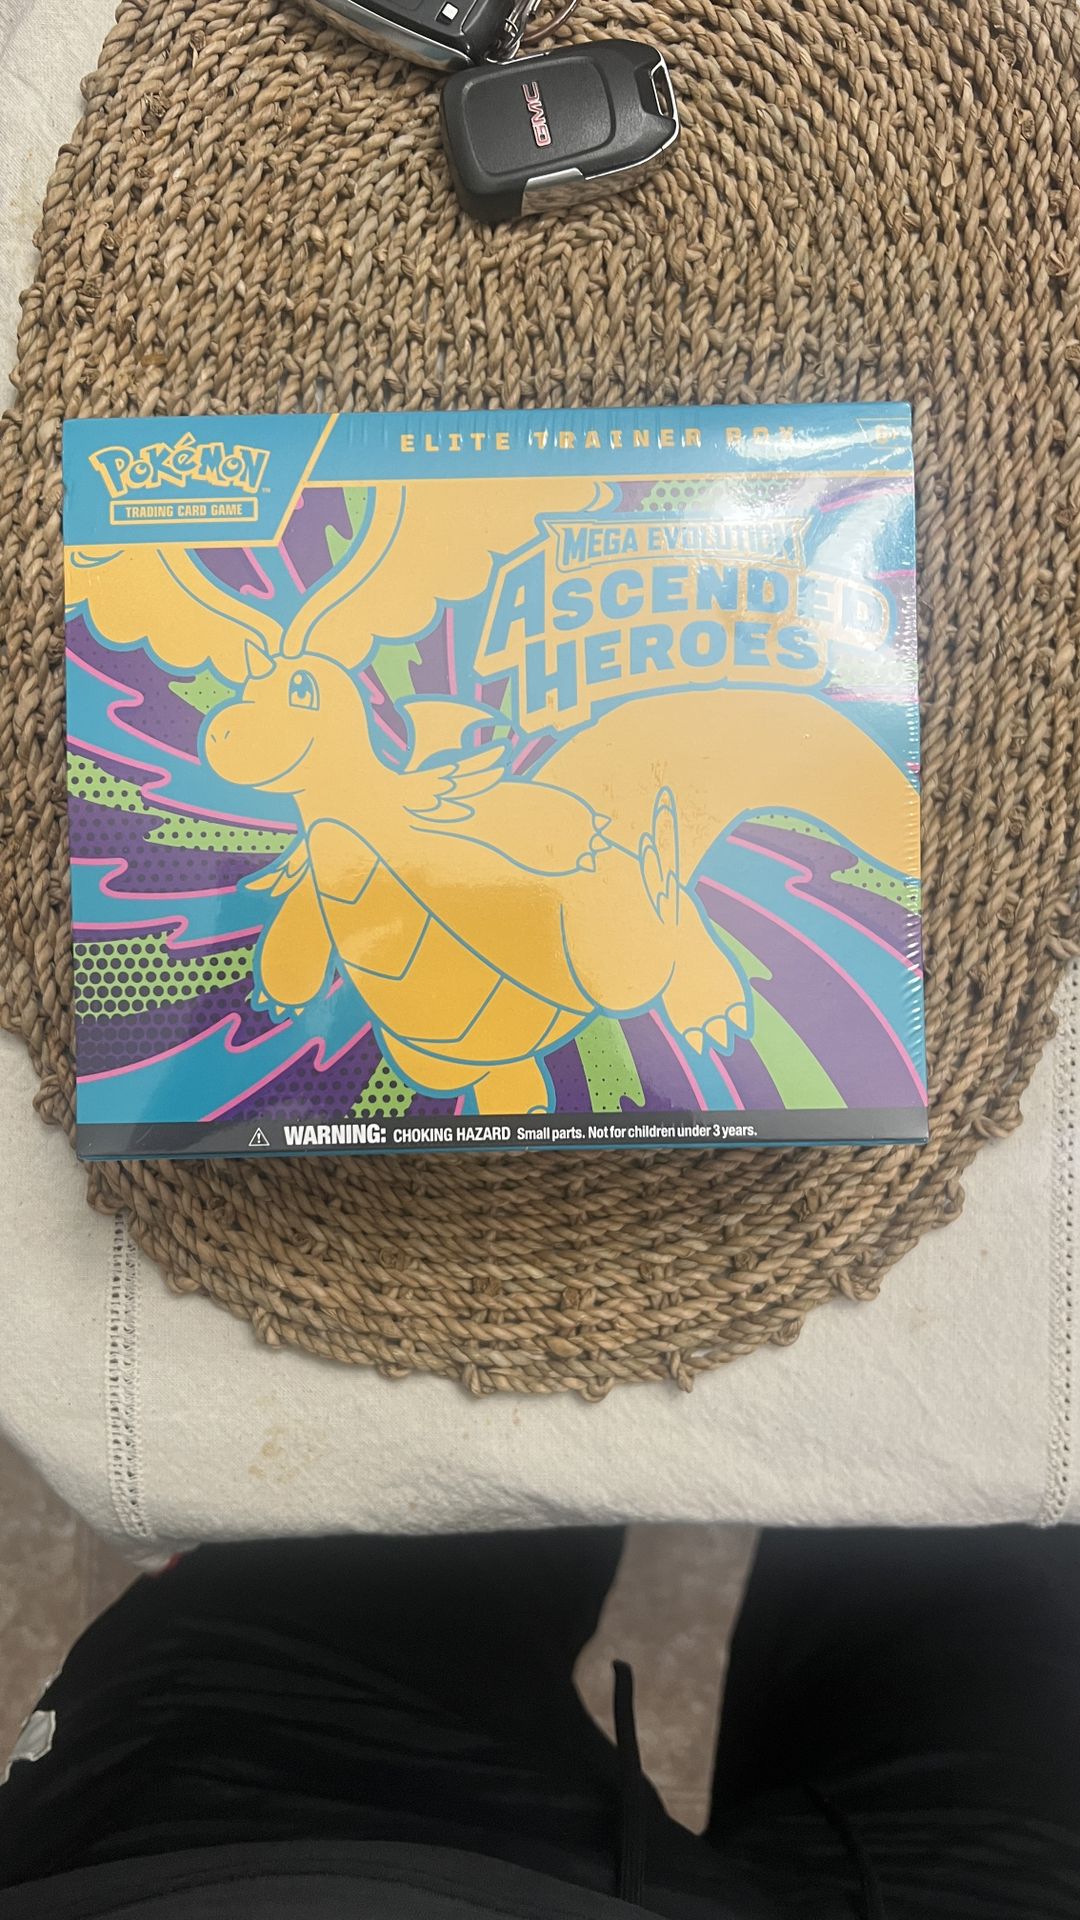 GMC
ELITE TRAINER BOX
6+
POKéMON
TRADING CARD GAME
MEGA EVOLUTION
ASCENDED
HEROES
WARNING: CHOKING HAZARD Small parts. Not for children under 3 years.